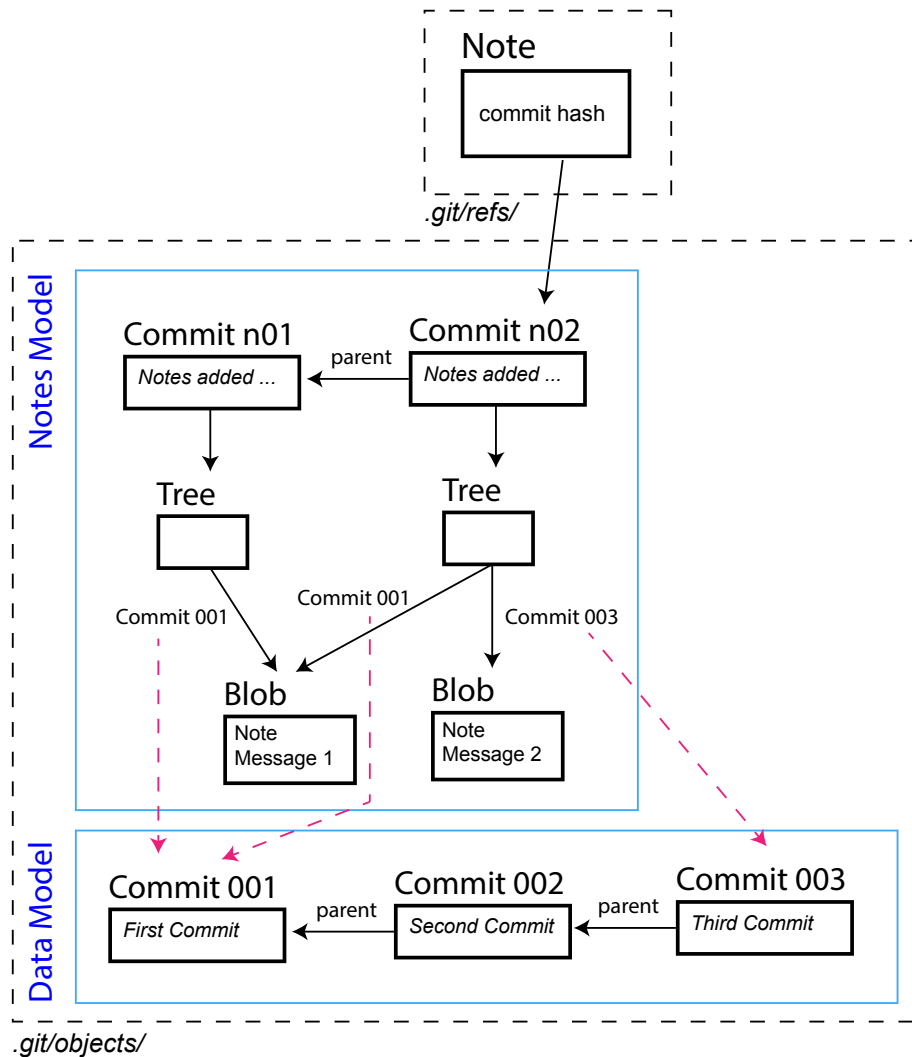 Note
commit hash
.git/refs/
Notes Model
Commit n01
Commit n02
parent
Notes added ...
Notes added ...
Tree
Tree
Commit 001
Commit 001
Commit 003
Blob
Blob
Note
Message 1
Note
Message 2
Data Model
Commit 001
Commit 002
Commit 003
parent
parent
First Commit
Second Commit
Third Commit
.git/objects/